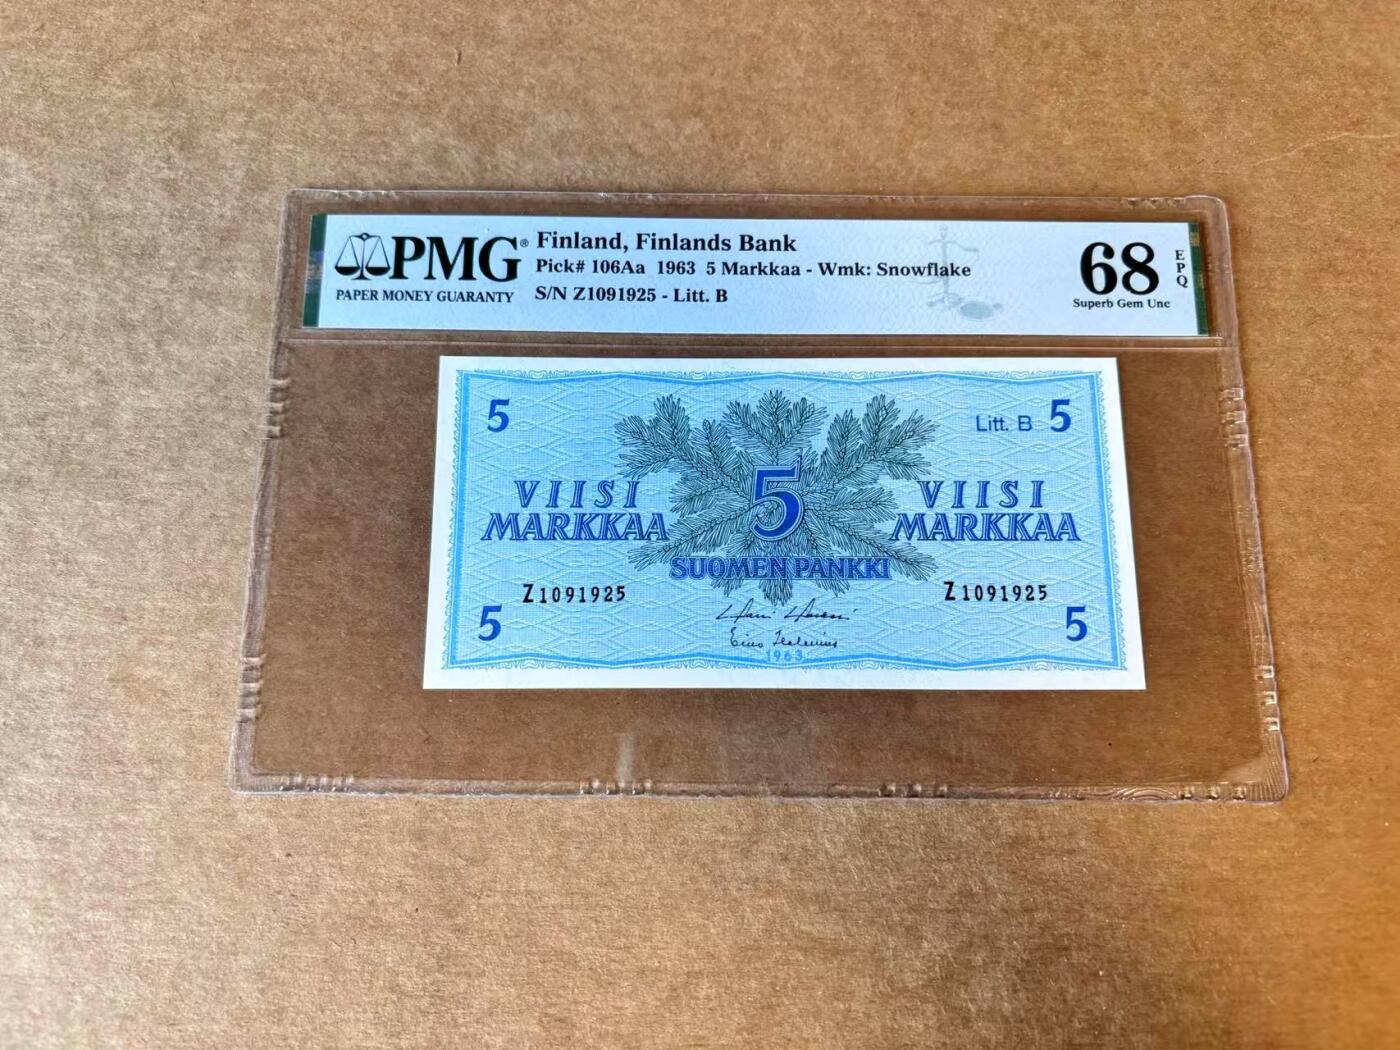 PMG®
PAPER MONEY GUARANTY
Finland, Finlands Bank
Pick# 106Aa 1963 5 Markkaa - Wmk: Snowflake
S/N Z1091925 - Litt. B
68
EPQ
Superb Gem Unc
5
Litt. B 5
5
VIISI
MARKKAA
VIISI
MARKKAA
SUOMEN PANKKI
Z1091925
Z1091925
5
5
1963